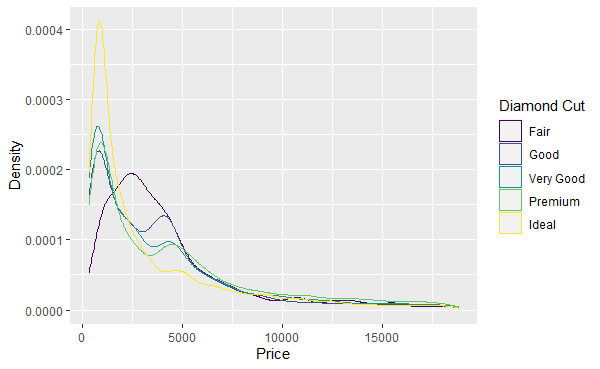 0.0004
0.0003
0.0002
0.0001
0.0000
Density
0
5000
10000
15000
Price
Diamond Cut
Fair
Good
Very Good
Premium
Ideal